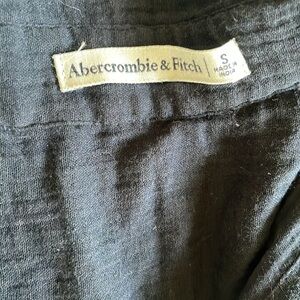 Abercrombie & Fitch
S
MADE IN
INDIA